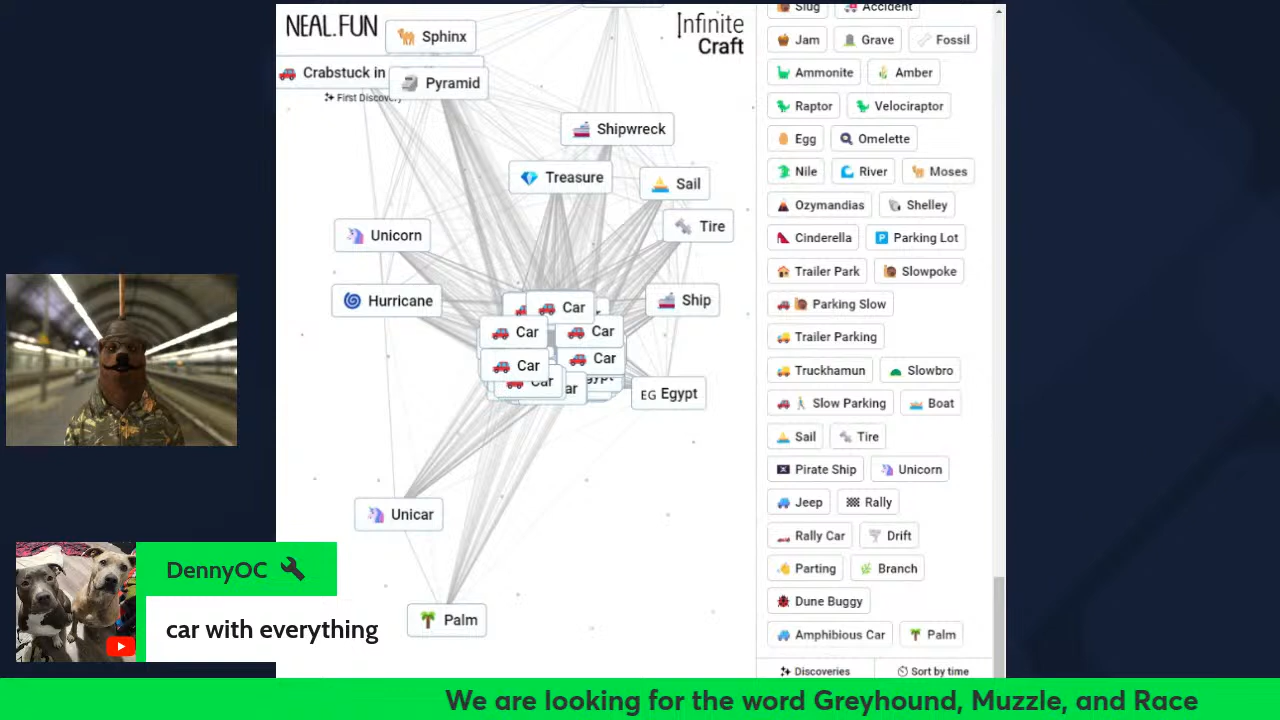 NEAL.FUN
Infinite
Craft
Sphinx
Crabstuck in
Pyramid
First Discovery
Shipwreck
Treasure
Sail
Tire
Unicorn
Hurricane
Ship
Car
Car
Car
Car
Car
Car
EG Egypt
Unicar
Palm
Slug
Accident
Jam
Grave
Fossil
Ammonite
Amber
Raptor
Velociraptor
Egg
Omelette
Nile
River
Moses
Ozymandias
Shelley
Cinderella
Parking Lot
Trailer Park
Slowpoke
Parking Slow
Trailer Parking
Truckhamun
Slowbro
Slow Parking
Boat
Sail
Tire
Pirate Ship
Unicorn
Jeep
Rally
Rally Car
Drift
Parting
Branch
Dune Buggy
Amphibious Car
Palm
Discoveries
Sort by time
DennyOC
car with everything
We are looking for the word Greyhound, Muzzle, and Race